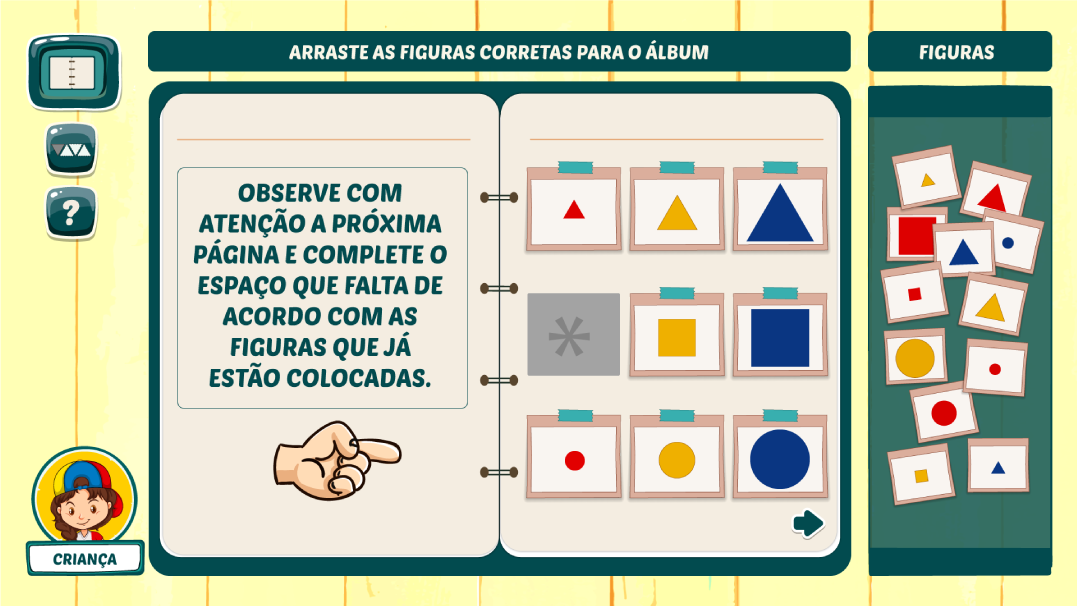 ARRASTE AS FIGURAS CORRETAS PARA O ÁLBUM
FIGURAS
OBSERVE COM
ATENÇÃO A PRÓXIMA
PÁGINA E COMPLETE O
ESPAÇO QUE FALTA DE
ACORDO COM AS
FIGURAS QUE JÁ
ESTÃO COLOCADAS.
?
*
CRIANÇA